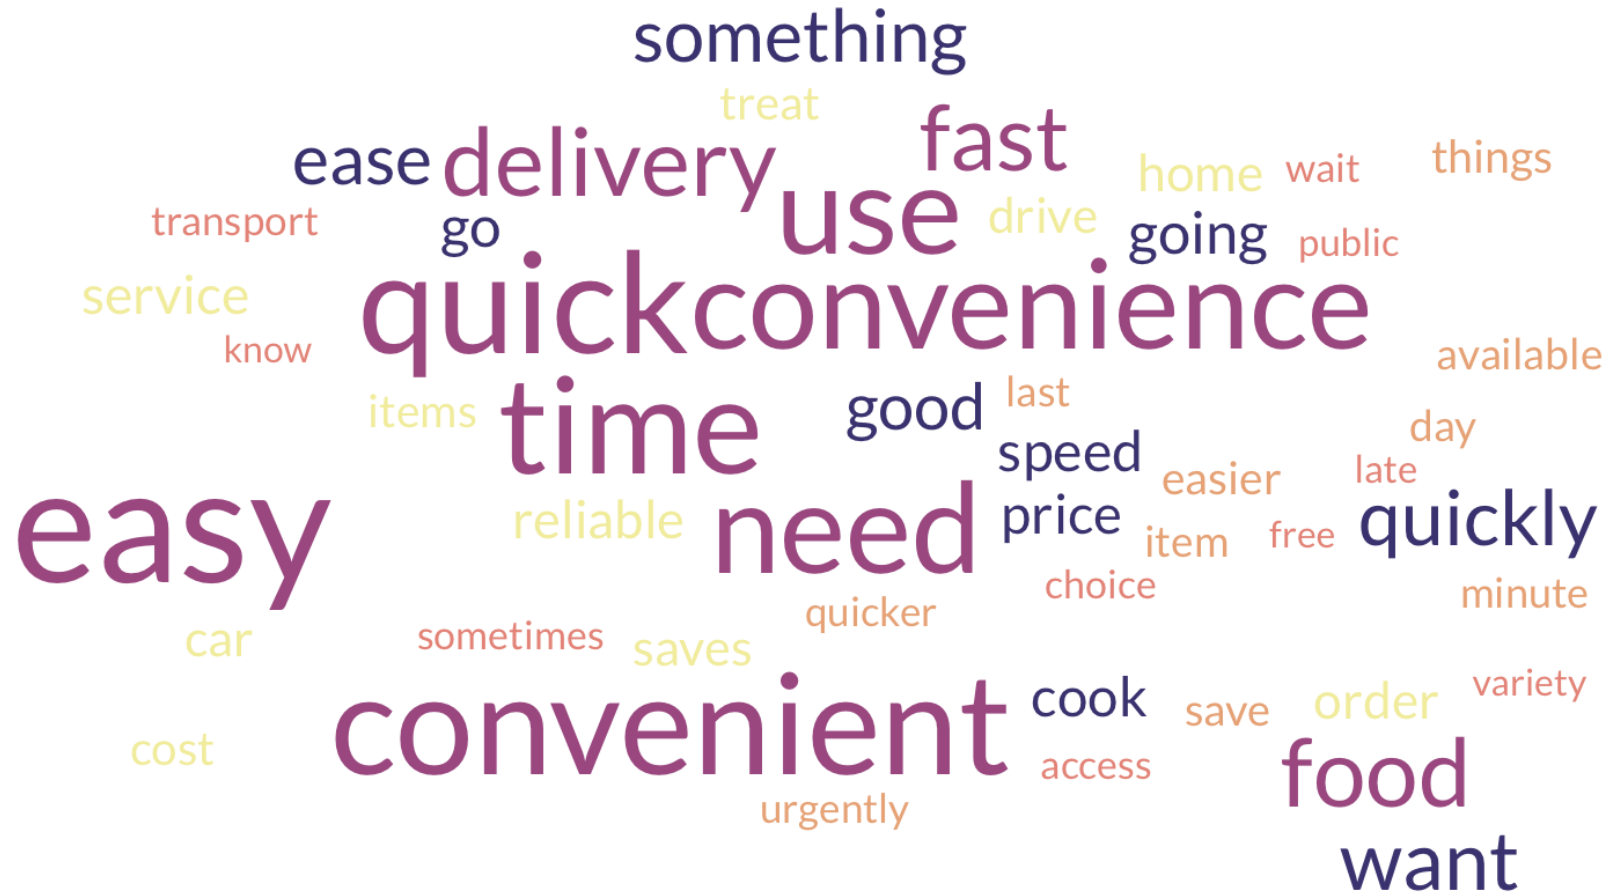 something
treat
ease delivery fast
home wait things
transport go use drive going public
service quick convenience
know available
items time good last
day
speed easier late
easy reliable need price item free quickly
choice minute
quicker
car sometimes saves
convenient cook save order variety
cost access food
urgently
want